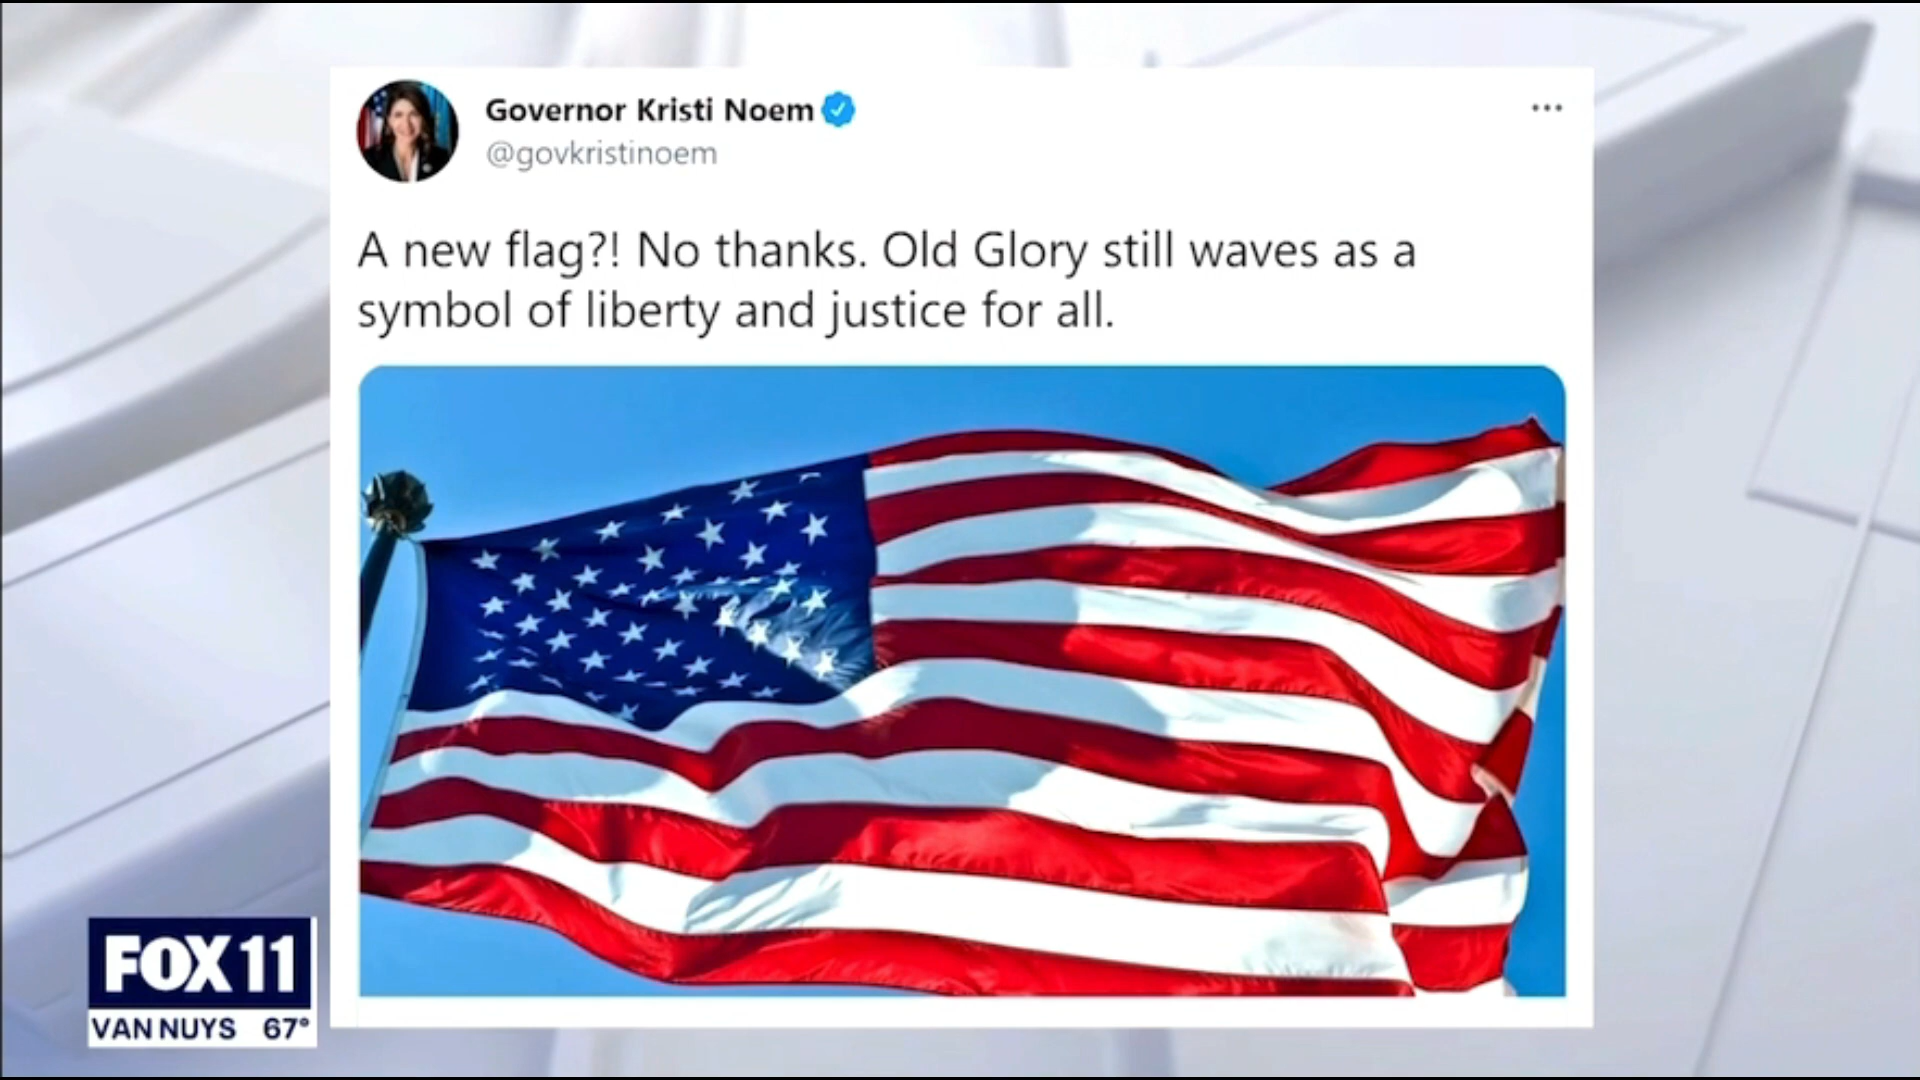 Governor Kristi Noem
@govkristinoem
A new flag?! No thanks. Old Glory still waves as a
symbol of liberty and justice for all.
FOX 11
VAN NUYS 67°